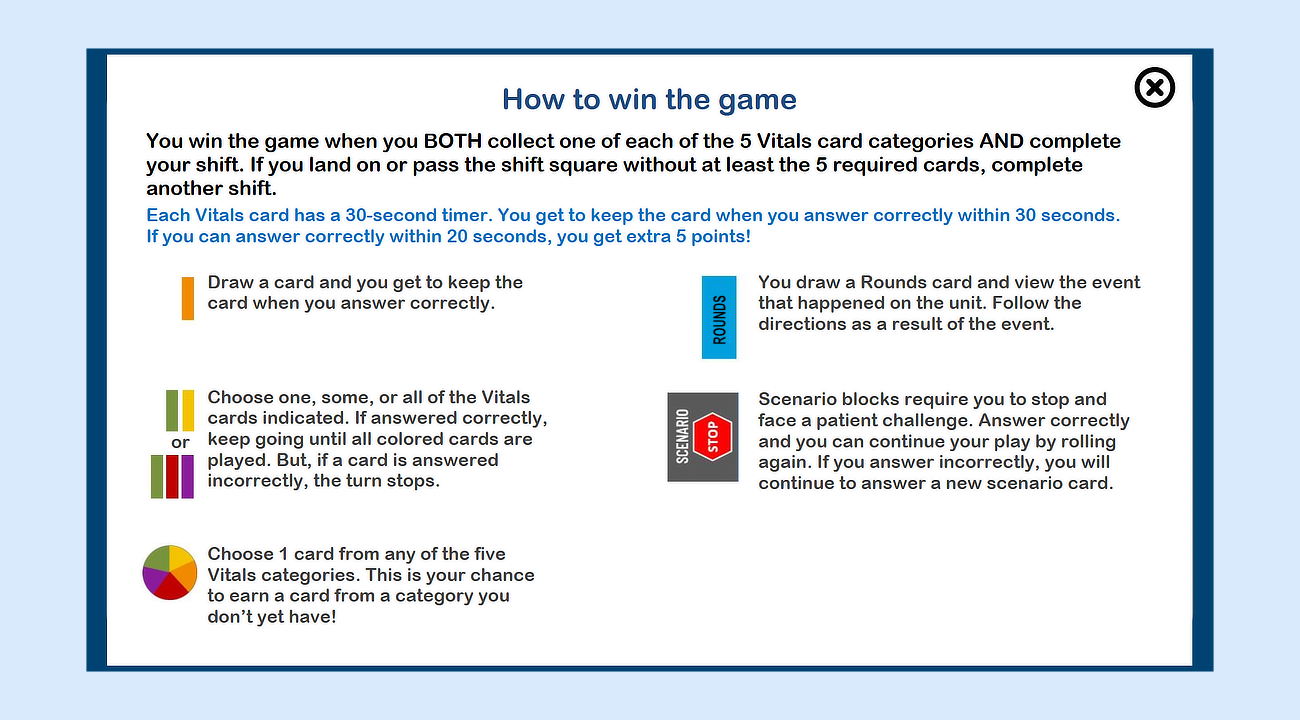 How to win the game
You win the game when you BOTH collect one of each of the 5 Vitals card categories AND complete
your shift. If you land on or pass the shift square without at least the 5 required cards, complete
another shift.
Each Vitals card has a 30-second timer. You get to keep the card when you answer correctly within 30 seconds.
If you can answer correctly within 20 seconds, you get extra 5 points!
Draw a card and you get to keep the
card when you answer correctly.
ROUNDS
You draw a Rounds card and view the event
that happened on the unit. Follow the
directions as a result of the event.
or
Choose one, some, or all of the Vitals
cards indicated. If answered correctly,
keep going until all colored cards are
played. But, if a card is answered
incorrectly, the turn stops.
SCENARIO
STOP
Scenario blocks require you to stop and
face a patient challenge. Answer correctly
and you can continue your play by rolling
again. If you answer incorrectly, you will
continue to answer a new scenario card.
Choose 1 card from any of the five
Vitals categories. This is your chance
to earn a card from a category you
don’t yet have!